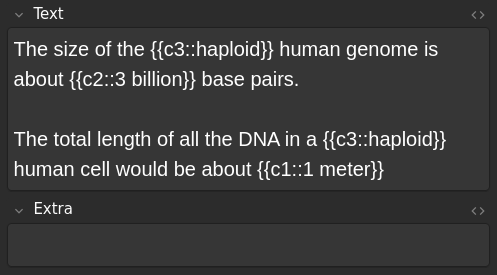 Text
The size of the {{c3::haploid}} human genome is
about {{c2::3 billion}} base pairs.
The total length of all the DNA in a {{c3::haploid}}
human cell would be about {{c1::1 meter}}
Extra